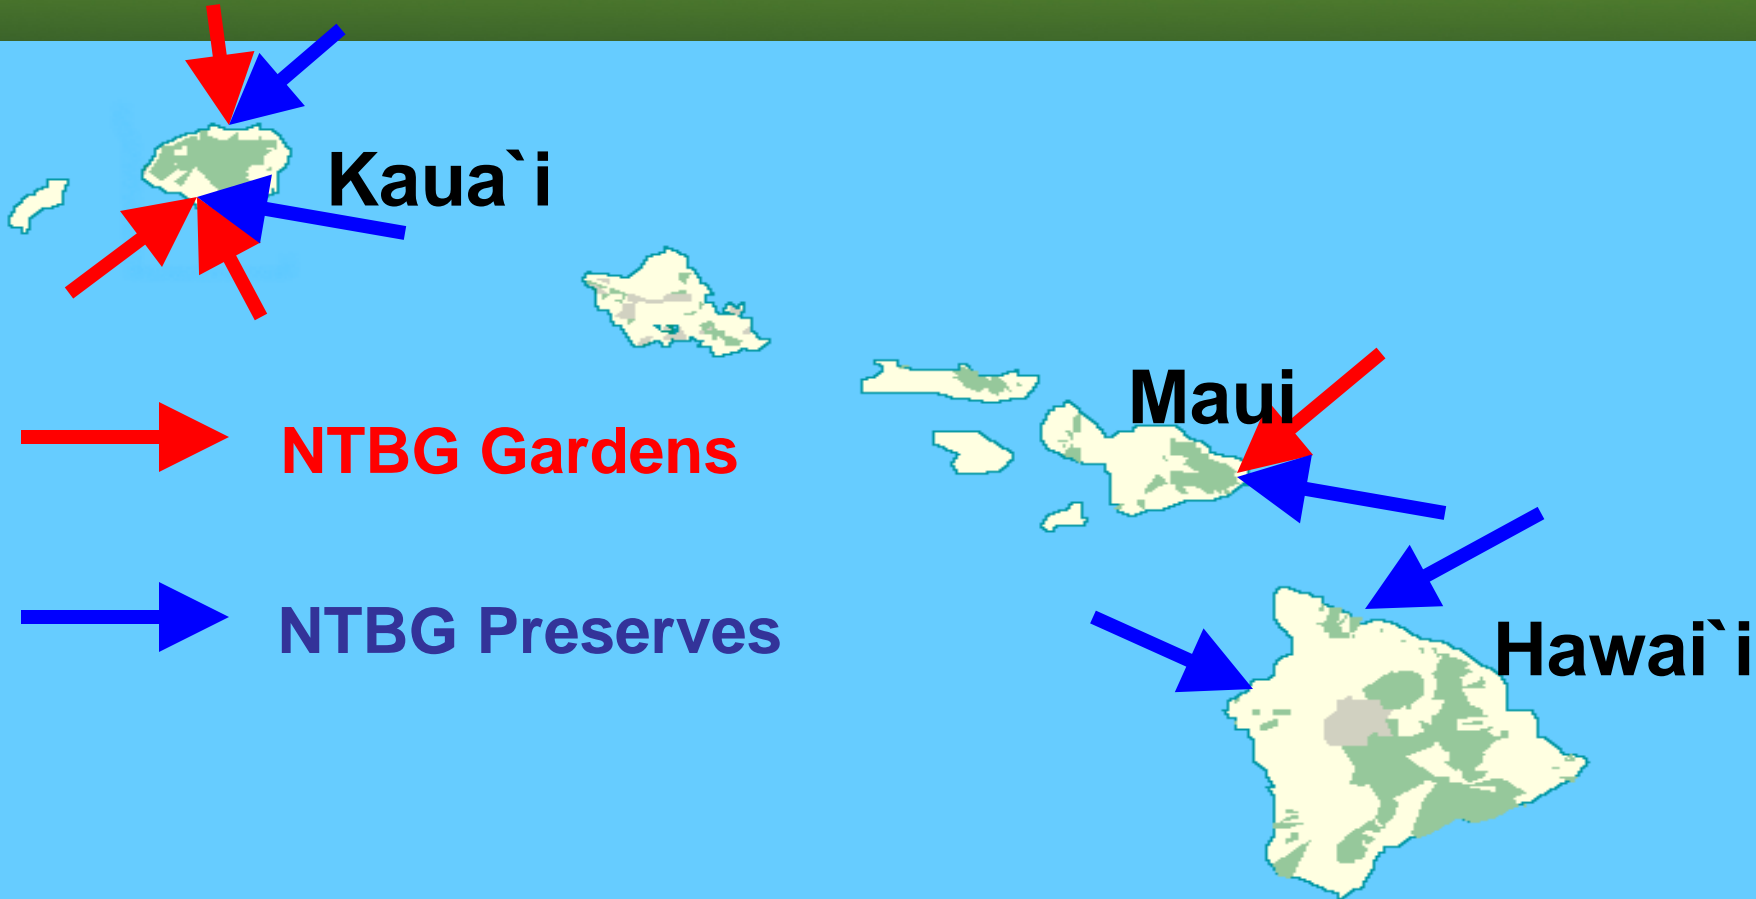 Kaua`i
Maui
NTBG Gardens
NTBG Preserves
Hawai`i